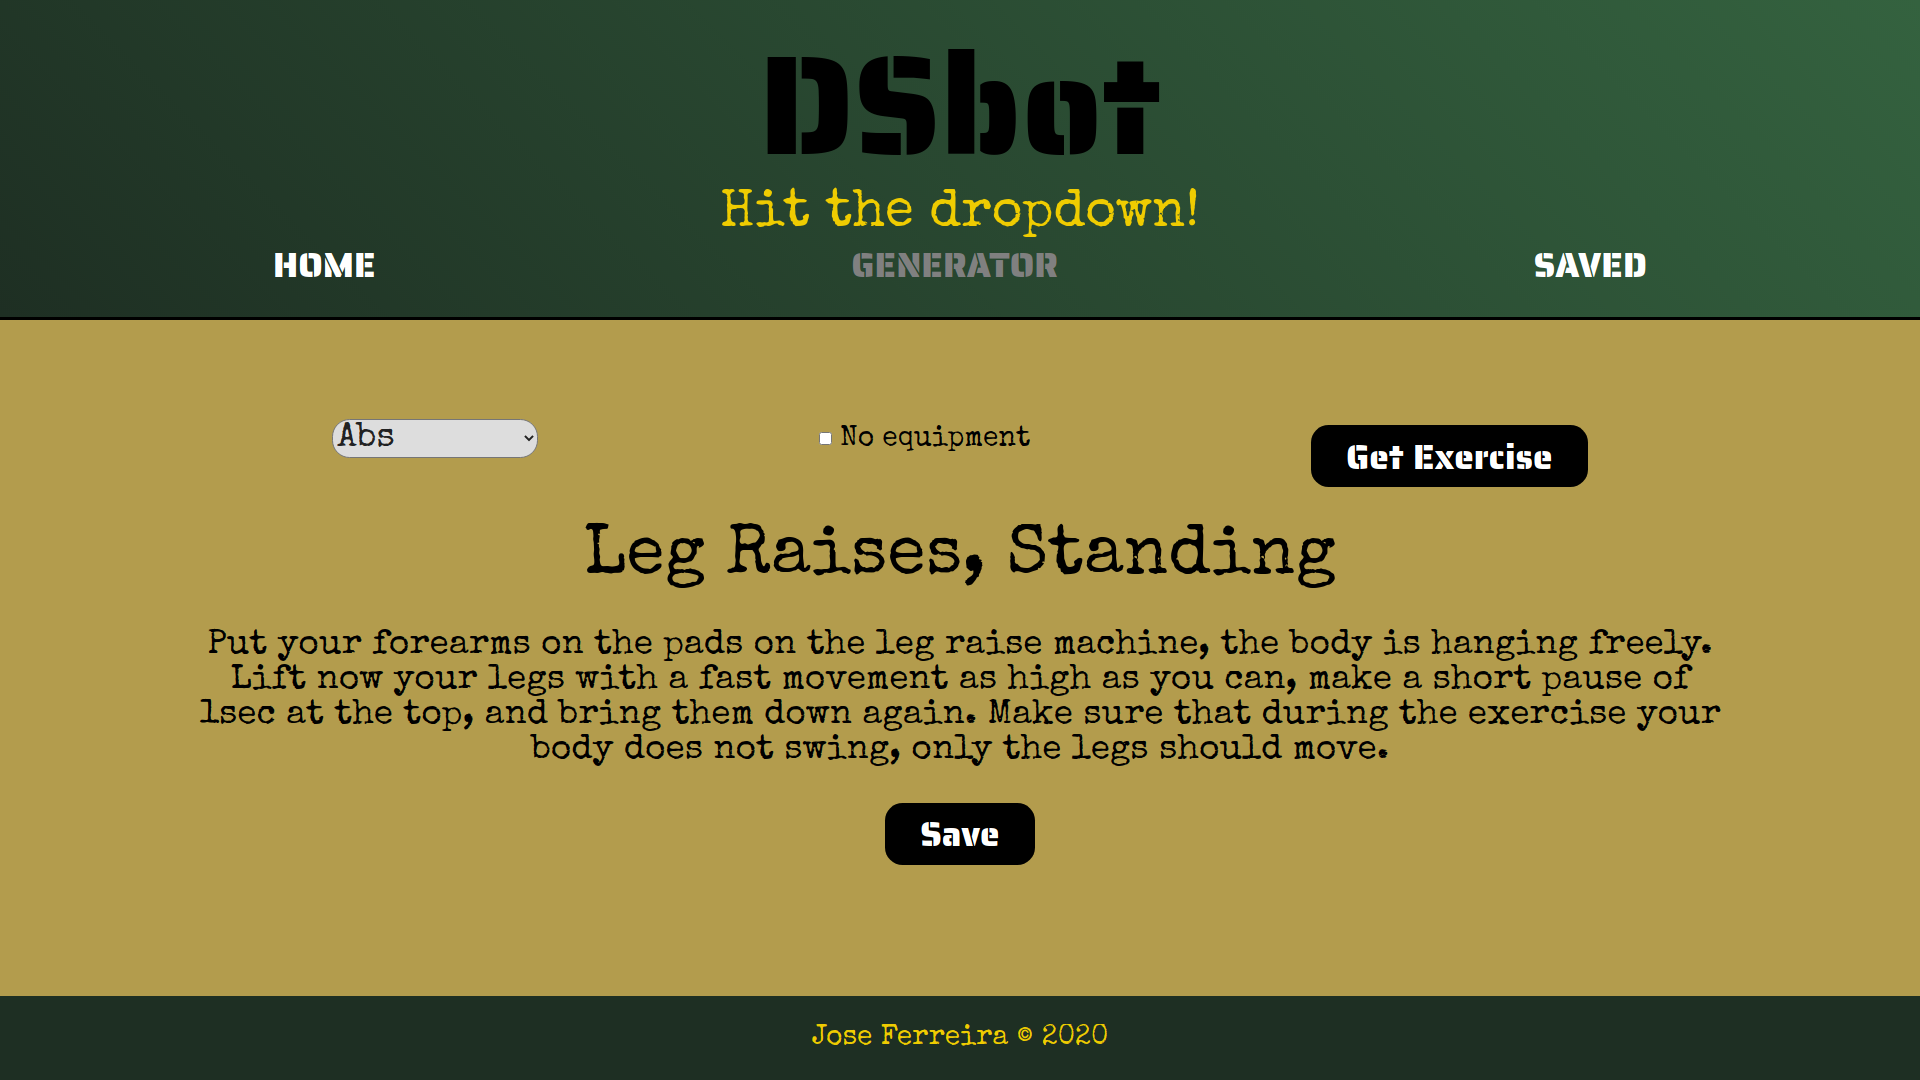 DSbot
Hit the dropdown!
HOME
GENERATOR
SAVED
Abs
No equipment
Get Exercise
Leg Raises, Standing
Put your forearms on the pads on the leg raise machine, the body is hanging freely.
Lift now your legs with a fast movement as high as you can, make a short pause of
1sec at the top, and bring them down again. Make sure that during the exercise your
body does not swing, only the legs should move.
Save
Jose Ferreira © 2020